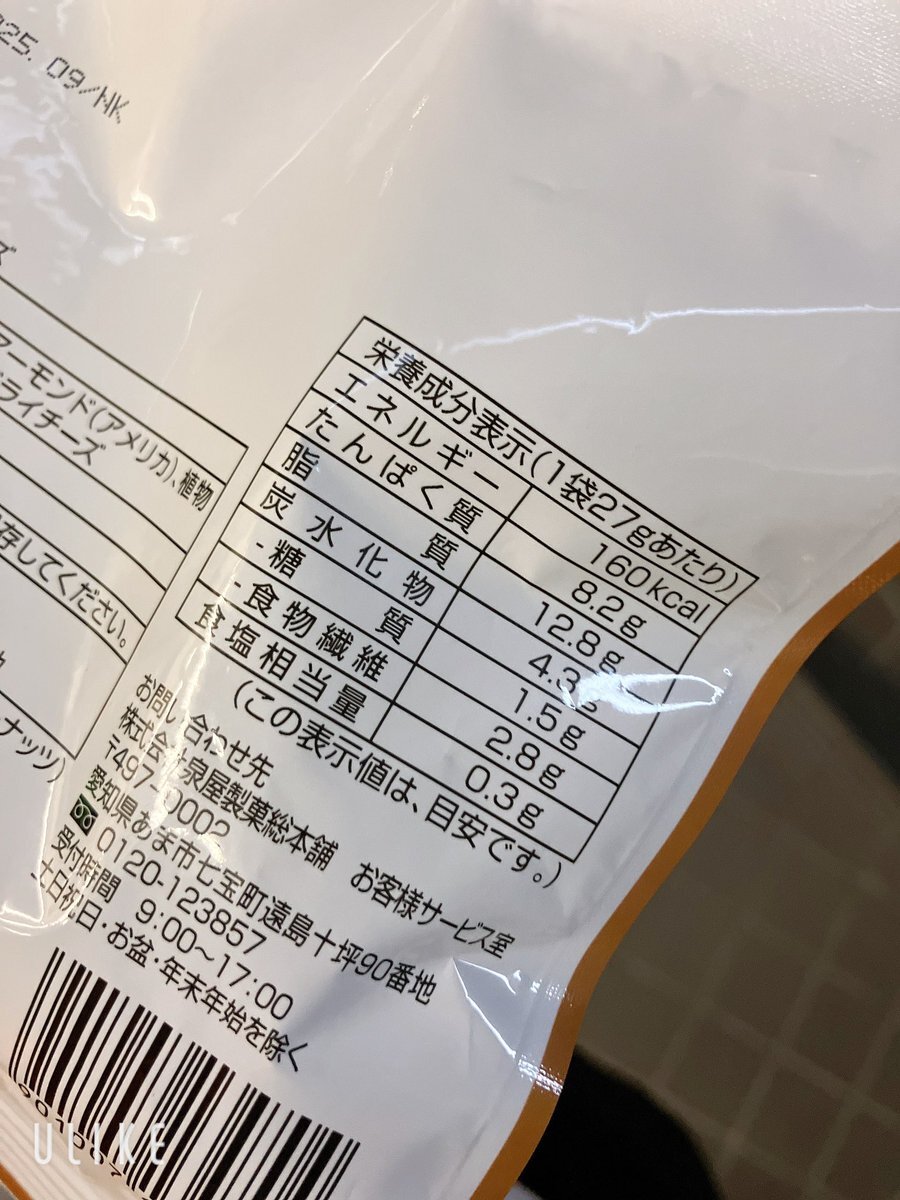 25. 09/NK
ズ
アーモンド(アメリカ)、植物
ドライチーズ
存してください。
ナッツ)
栄養成分表示(1袋27gあたり)
エネルギー 160kcal
たんぱく質 8.2g
脂質 12.8g
炭水化物 4.3g
-糖質 1.5g
-食物繊維 2.8g
食塩相当量 0.3g
(この表示値は、目安です。)
お問い合わせ先
株式会社泉屋製菓総本舗 お客様サービス室
〒497-0002
愛知県あま市七宝町遠島十坪90番地
0120-123857
受付時間 9:00〜17:00
土日祝日・お盆・年末年始を除く
ULIKE